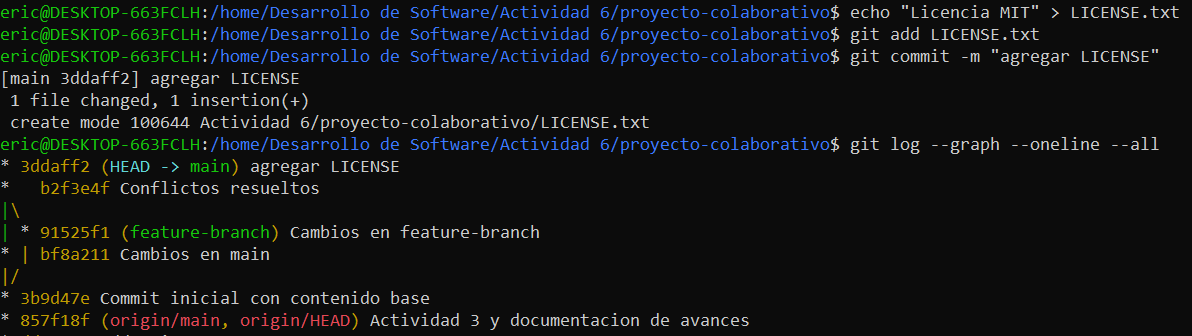 eric@DESKTOP-663FCLH:/home/Desarrollo de Software/Actividad 6/proyecto-colaborativo$ echo "Licencia MIT" > LICENSE.txt
eric@DESKTOP-663FCLH:/home/Desarrollo de Software/Actividad 6/proyecto-colaborativo$ git add LICENSE.txt
eric@DESKTOP-663FCLH:/home/Desarrollo de Software/Actividad 6/proyecto-colaborativo$ git commit -m "agregar LICENSE"
[main 3ddaff2] agregar LICENSE
 1 file changed, 1 insertion(+)
 create mode 100644 Actividad 6/proyecto-colaborativo/LICENSE.txt
eric@DESKTOP-663FCLH:/home/Desarrollo de Software/Actividad 6/proyecto-colaborativo$ git log --graph --oneline --all
* 3ddaff2 (HEAD -> main) agregar LICENSE
*   b2f3e4f Conflictos resueltos
|\
| * 91525f1 (feature-branch) Cambios en feature-branch
* | bf8a211 Cambios en main
|/
* 3b9d47e Commit inicial con contenido base
* 857f18f (origin/main, origin/HEAD) Actividad 3 y documentacion de avances